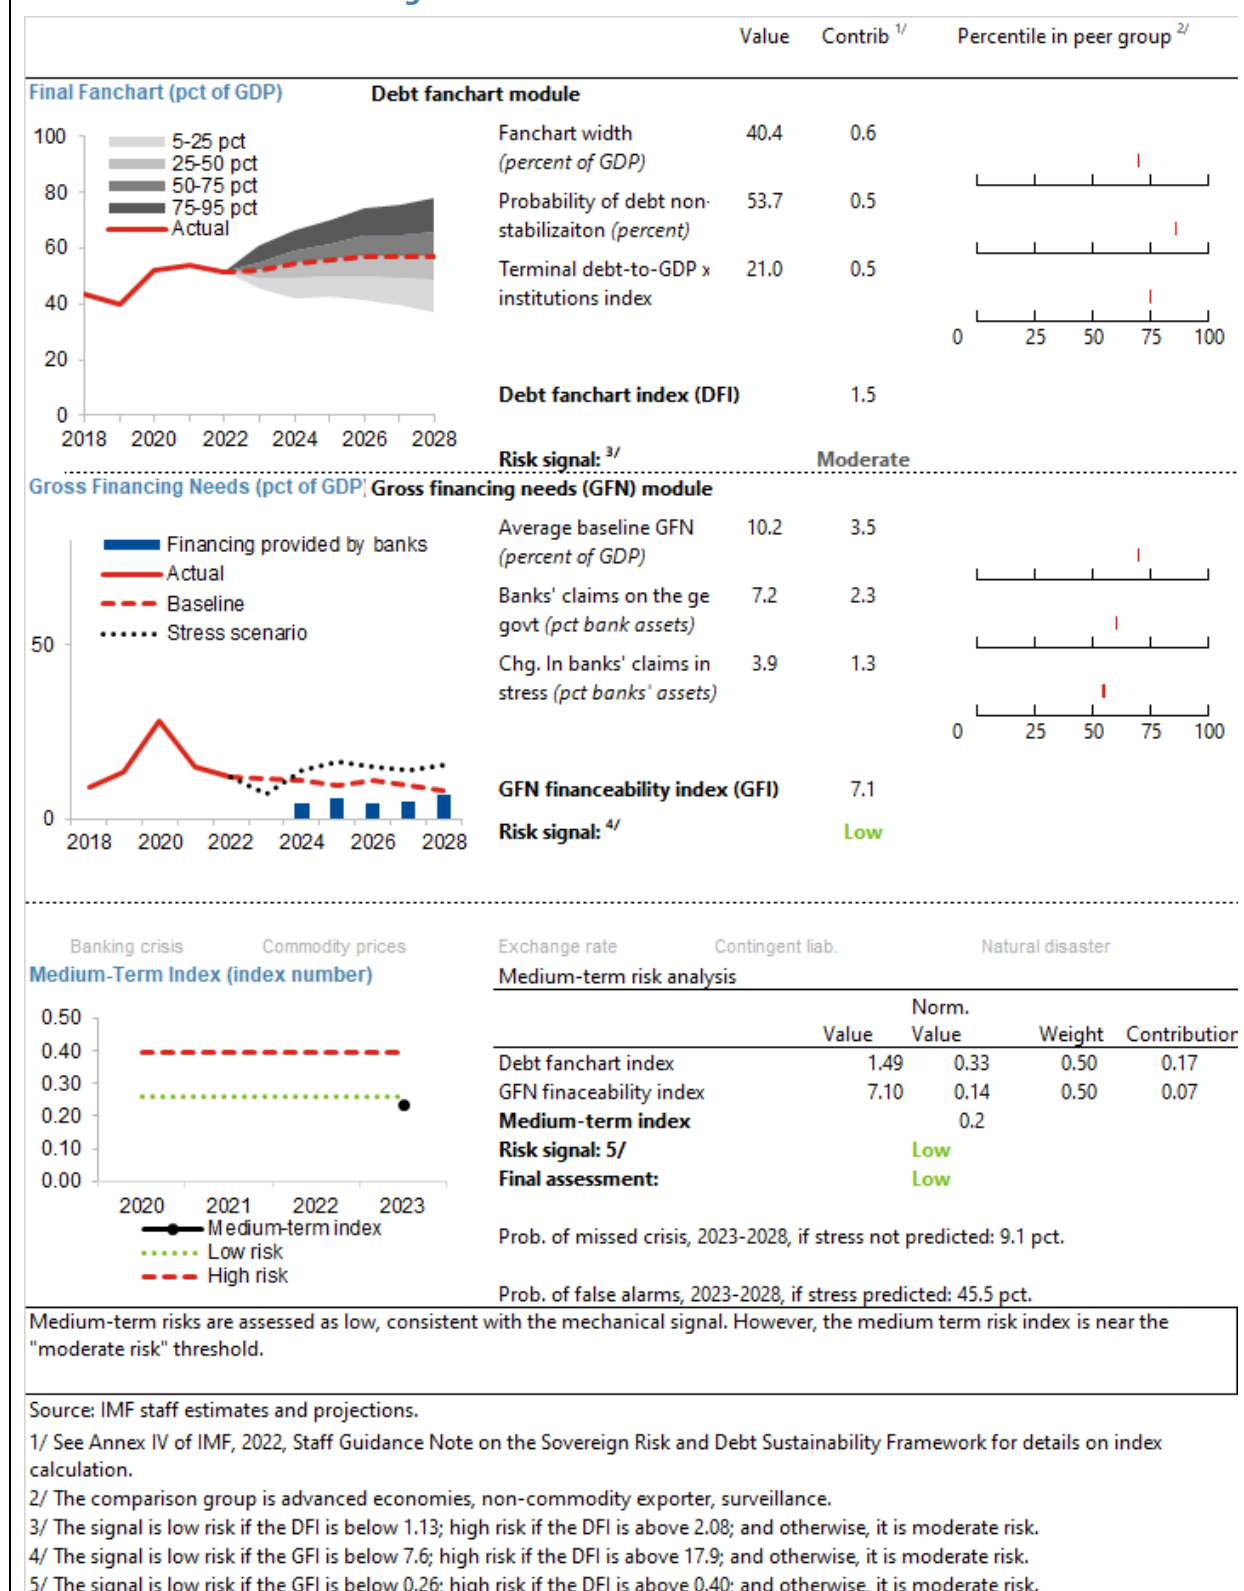 Value Contrib 1/ Percentile in peer group 2/
Final Fanchart (pct of GDP) Debt fanchart module
100
80
60
40
20
0
5-25 pct
25-50 pct
50-75 pct
75-95 pct
Actual
2018 2020 2022 2024 2026 2028
Fanchart width 40.4 0.6
(percent of GDP)
Probability of debt non- 53.7 0.5
stabilizaiton (percent)
Terminal debt-to-GDP x 21.0 0.5
institutions index
0 25 50 75 100
Debt fanchart index (DFI) 1.5
Risk signal: 3/ Moderate
Gross Financing Needs (pct of GDP) Gross financing needs (GFN) module
Financing provided by banks
Actual
Baseline
Stress scenario
50
0
2018 2020 2022 2024 2026 2028
Average baseline GFN 10.2 3.5
(percent of GDP)
Banks' claims on the ge 7.2 2.3
govt (pct bank assets)
Chg. In banks' claims in 3.9 1.3
stress (pct banks' assets)
0 25 50 75 100
GFN financeability index (GFI) 7.1
Risk signal: 4/ Low
Banking crisis Commodity prices Exchange rate Contingent liab. Natural disaster
Medium-Term Index (index number)
0.50
0.40
0.30
0.20
0.10
0.00
2020 2021 2022 2023
Medium-term index
Low risk
High risk
Medium-term risk analysis
Norm.
Value Value Weight Contribution
Debt fanchart index 1.49 0.33 0.50 0.17
GFN finaceability index 7.10 0.14 0.50 0.07
Medium-term index 0.2
Risk signal: 5/ Low
Final assessment: Low
Prob. of missed crisis, 2023-2028, if stress not predicted: 9.1 pct.
Prob. of false alarms, 2023-2028, if stress predicted: 45.5 pct.
Medium-term risks are assessed as low, consistent with the mechanical signal. However, the medium term risk index is near the
"moderate risk" threshold.
Source: IMF staff estimates and projections.
1/ See Annex IV of IMF, 2022, Staff Guidance Note on the Sovereign Risk and Debt Sustainability Framework for details on index
calculation.
2/ The comparison group is advanced economies, non-commodity exporter, surveillance.
3/ The signal is low risk if the DFI is below 1.13; high risk if the DFI is above 2.08; and otherwise, it is moderate risk.
4/ The signal is low risk if the GFI is below 7.6; high risk if the DFI is above 17.9; and otherwise, it is moderate risk.
5/ The signal is low risk if the GFI is below 0.26; high risk if the DFI is above 0.40; and otherwise, it is moderate risk.